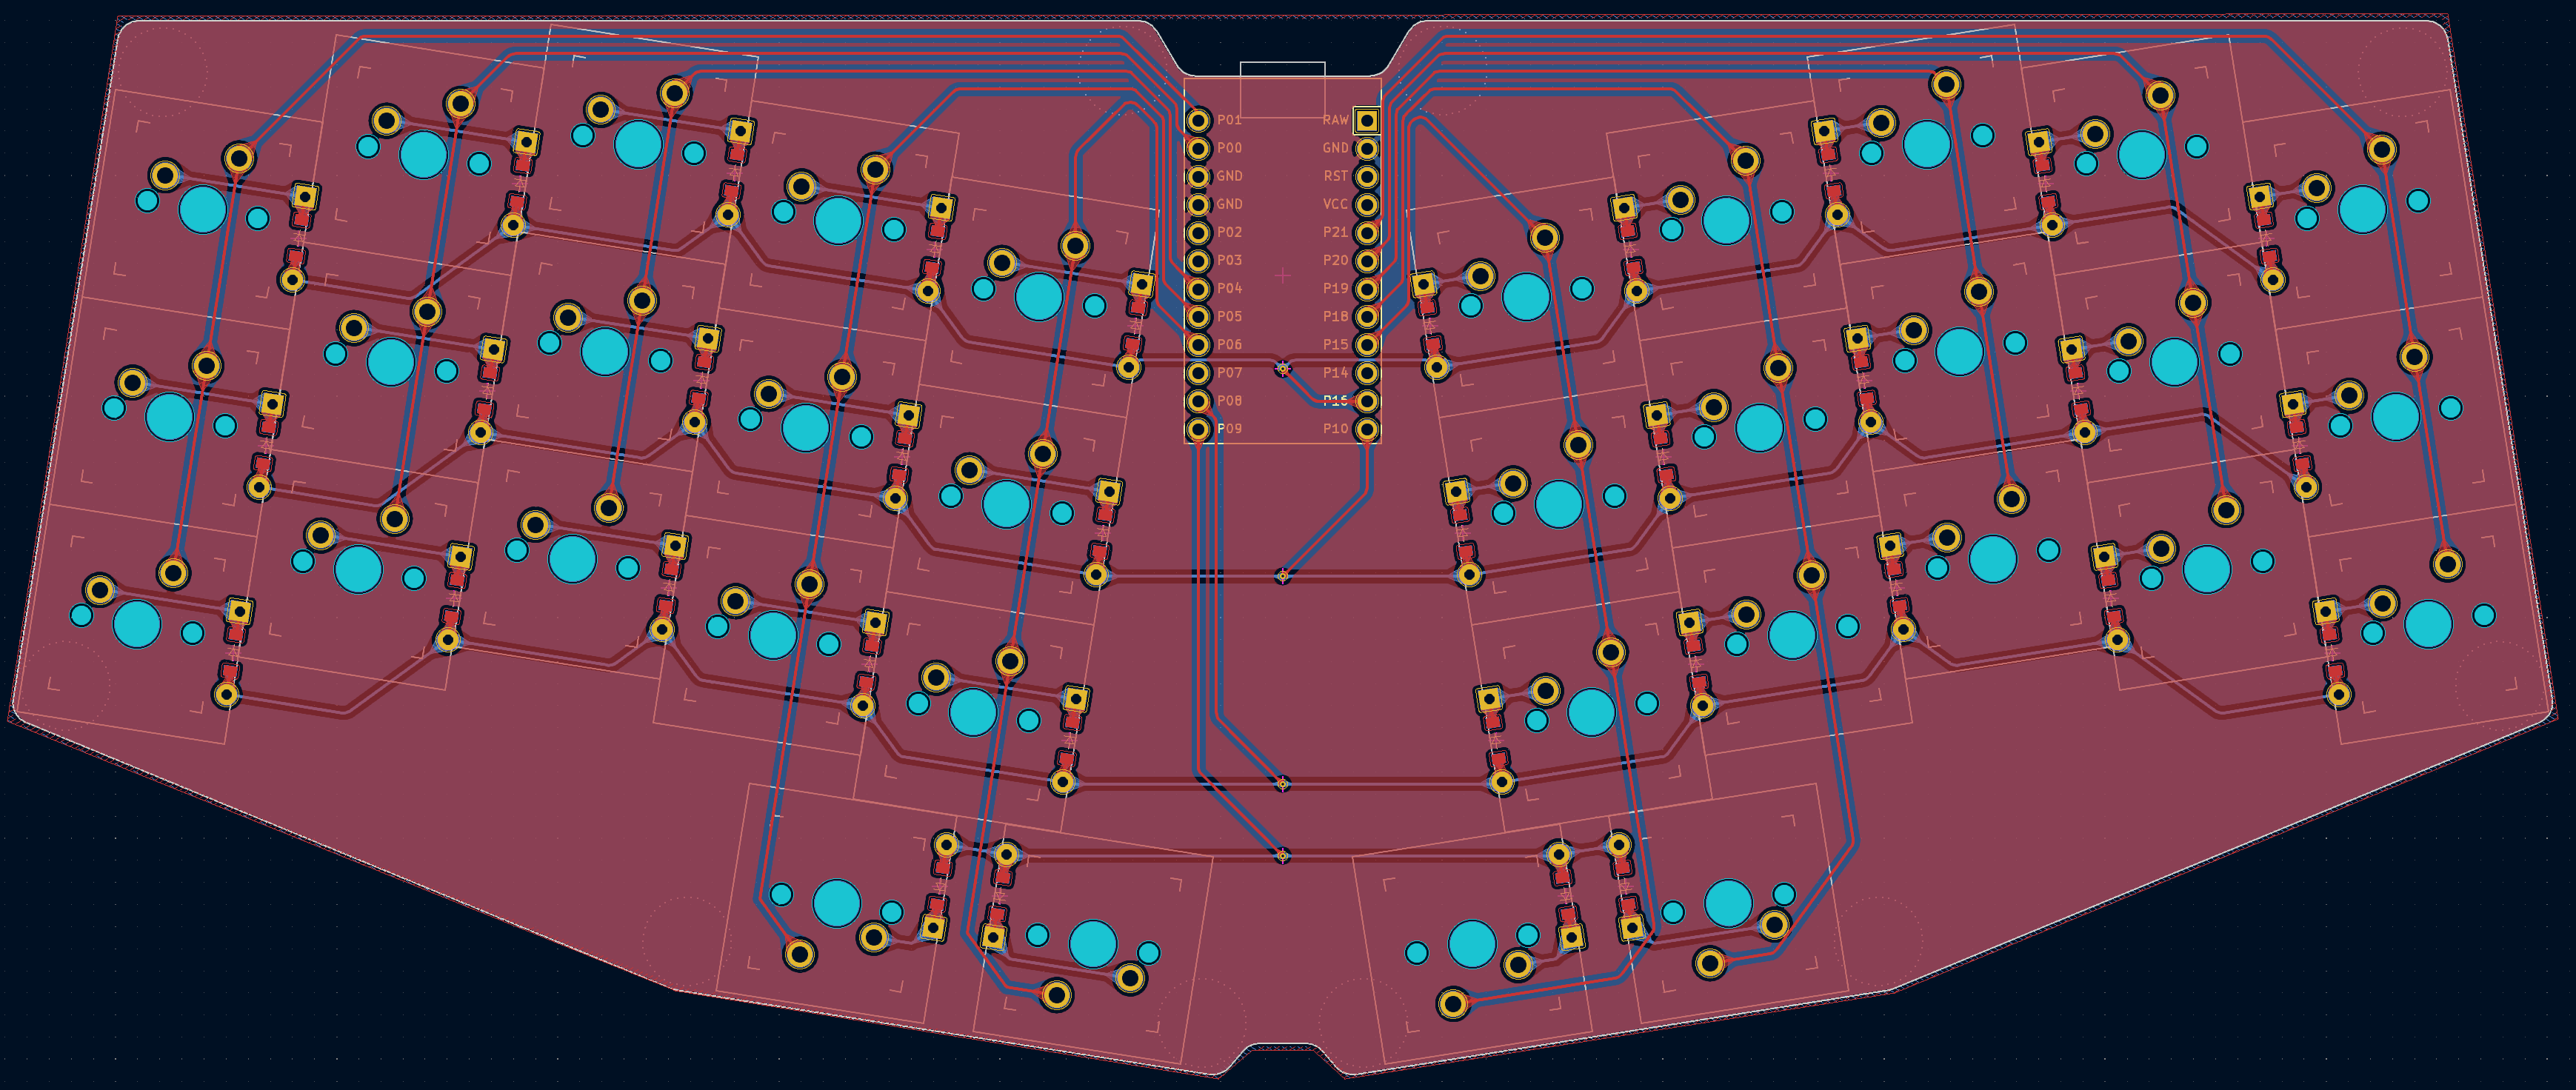 P01 RAW
P00 GND
GND RST
GND VCC
P02 P21
P03 P20
P04 P19
P05 P18
P06 P15
P07 P14
P08 P16
P09 P10